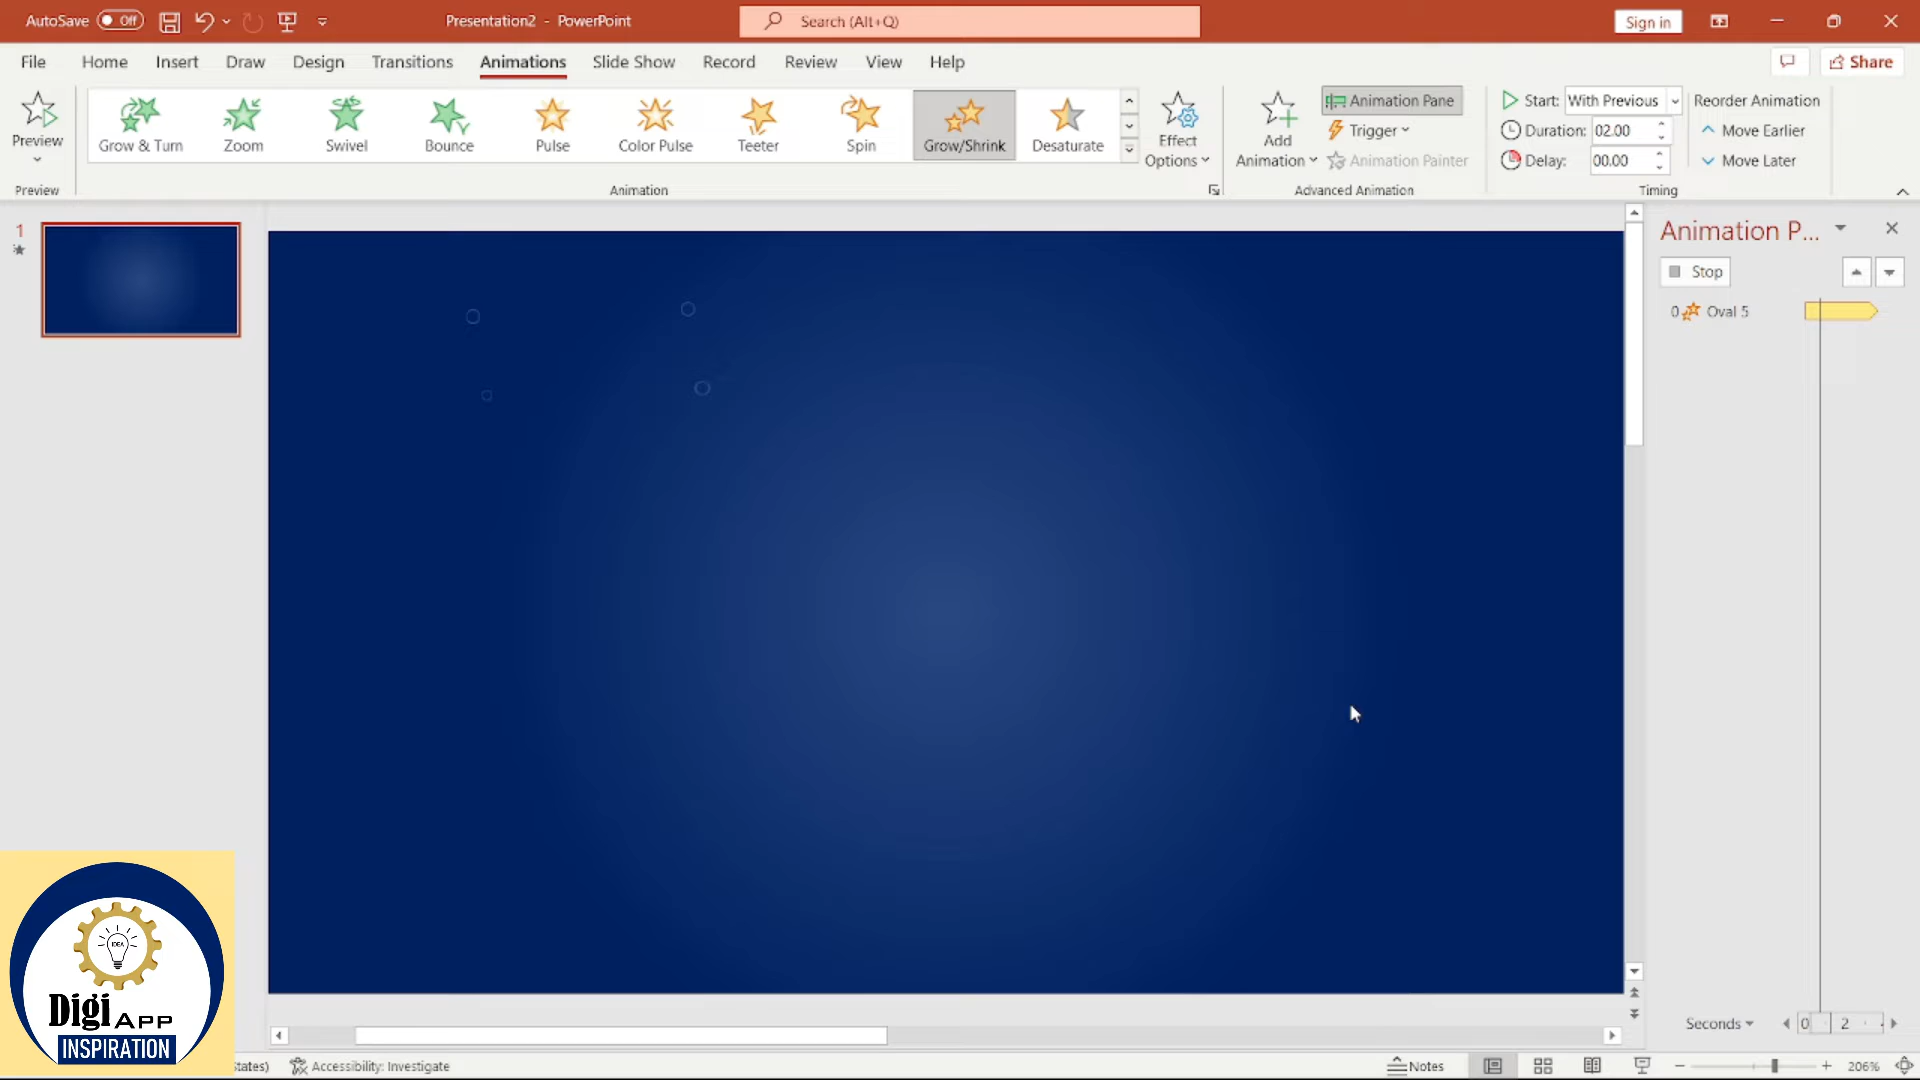 AutoSave Off Presentation2 - PowerPoint Search (Alt+Q) Sign in
File Home Insert Draw Design Transitions Animations Slide Show Record Review View Help Share
Preview Grow & Turn Zoom Swivel Bounce Pulse Color Pulse Teeter Spin Grow/Shrink Desaturate Effect Options Add Animation Animation Pane Start: With Previous Reorder Animation
Trigger Duration: 02.00 Move Earlier
Animation Painter Delay: 00.00 Move Later
Preview Animation Advanced Animation Timing
1
Animation P...
Stop
0 Oval 5
IDEA
Digi APP
INSPIRATION
Seconds 0 2
tates) Accessibility: Investigate Notes 206%